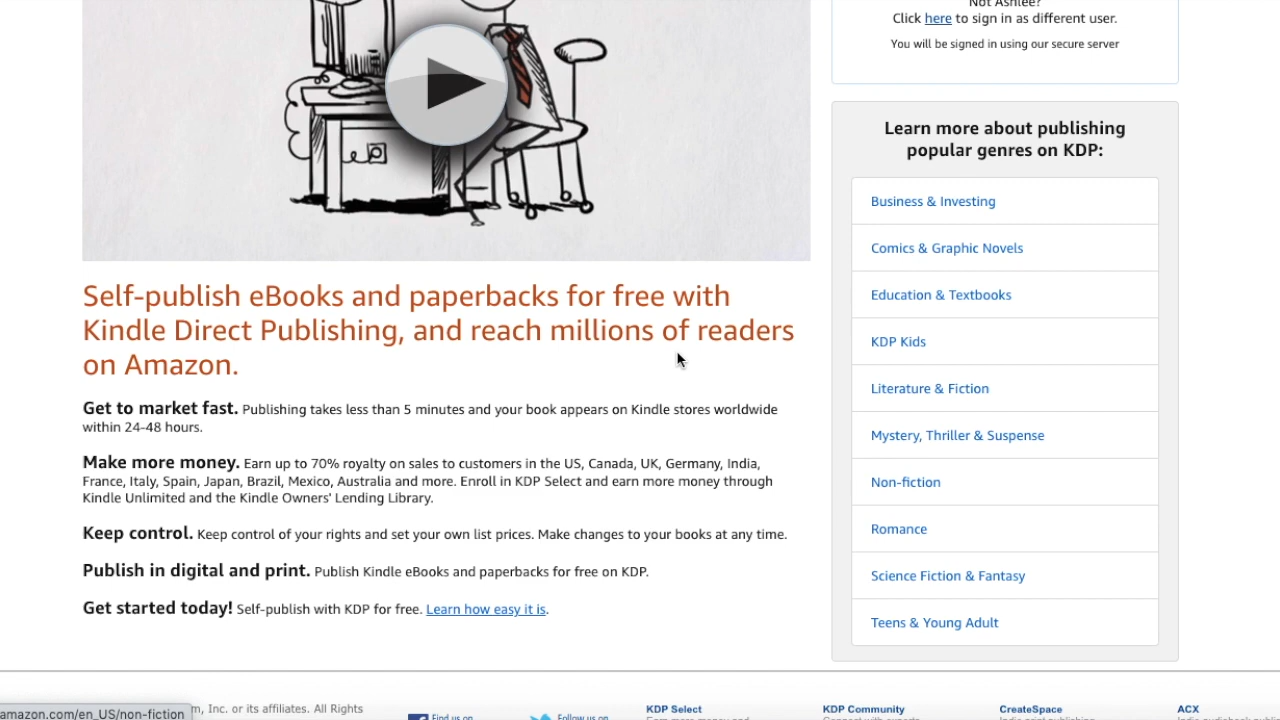 Not Ashlee?
Click here to sign in as different user.
You will be signed in using our secure server
Learn more about publishing
popular genres on KDP:
Business & Investing
Comics & Graphic Novels
Education & Textbooks
KDP Kids
Literature & Fiction
Mystery, Thriller & Suspense
Non-fiction
Romance
Science Fiction & Fantasy
Teens & Young Adult
Self-publish eBooks and paperbacks for free with
Kindle Direct Publishing, and reach millions of readers
on Amazon.
Get to market fast. Publishing takes less than 5 minutes and your book appears on Kindle stores worldwide
within 24-48 hours.
Make more money. Earn up to 70% royalty on sales to customers in the US, Canada, UK, Germany, India,
France, Italy, Spain, Japan, Brazil, Mexico, Australia and more. Enroll in KDP Select and earn more money through
Kindle Unlimited and the Kindle Owners' Lending Library.
Keep control. Keep control of your rights and set your own list prices. Make changes to your books at any time.
Publish in digital and print. Publish Kindle eBooks and paperbacks for free on KDP.
Get started today! Self-publish with KDP for free. Learn how easy it is.
amazon.com/en_US/non-fiction
m, Inc. or its affiliates. All Rights
Find us on
Follow us on
KDP Select
KDP Community
CreateSpace
ACX